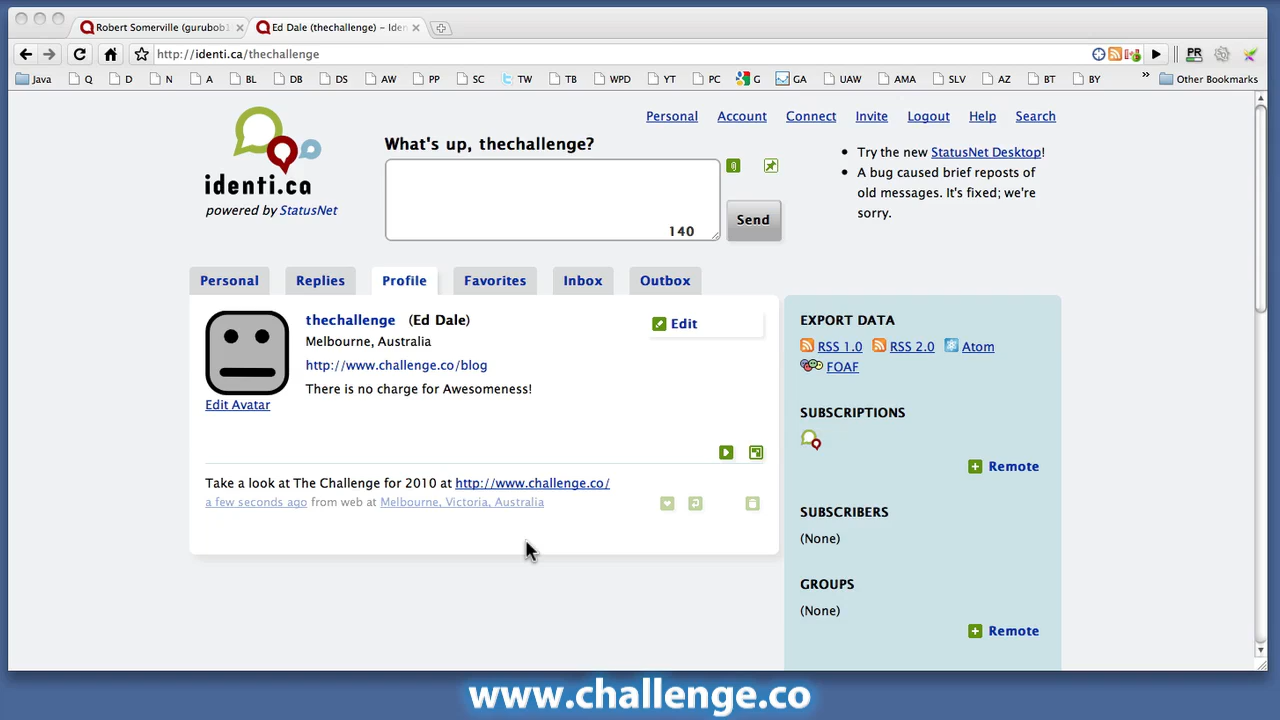 Robert Somerville (gurubob1
Ed Dale (thechallenge) – Iden
http://identi.ca/thechallenge
PR
Java Q D N A BL DB DS AW PP SC TW TB WPD YT PC G GA UAW AMA SLV AZ BT BY » Other Bookmarks
Personal Account Connect Invite Logout Help Search
identi.ca
powered by StatusNet
What's up, thechallenge?
140
Send
Try the new StatusNet Desktop!
A bug caused brief reposts of
old messages. It's fixed; we're
sorry.
Personal Replies Profile Favorites Inbox Outbox
thechallenge (Ed Dale)
Edit
Melbourne, Australia
http://www.challenge.co/blog
There is no charge for Awesomeness!
Edit Avatar
Take a look at The Challenge for 2010 at http://www.challenge.co/
a few seconds ago from web at Melbourne, Victoria, Australia
EXPORT DATA
RSS 1.0 RSS 2.0 Atom
FOAF
SUBSCRIPTIONS
Remote
SUBSCRIBERS
(None)
GROUPS
(None)
Remote
www.challenge.co